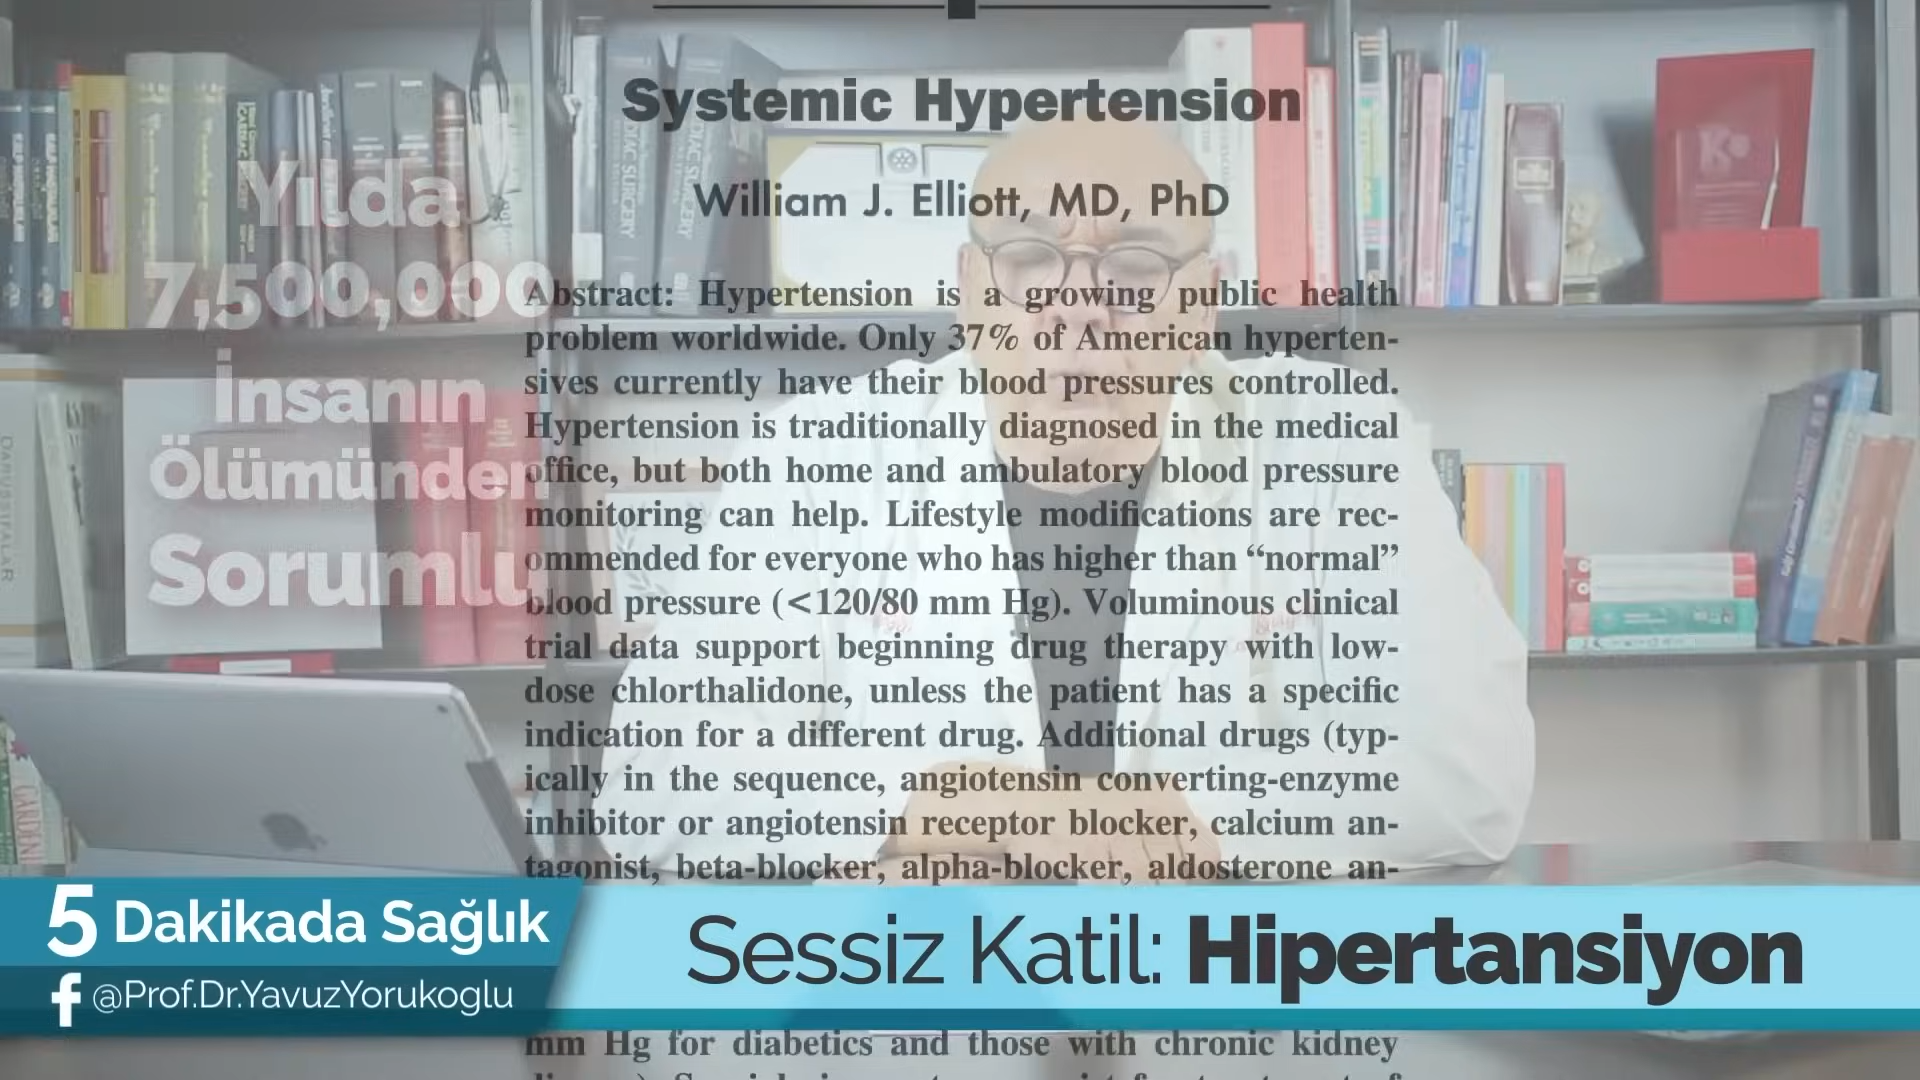 Systemic Hypertension
William J. Elliott, MD, PhD
Yılda
7,500,000
İnsanın
Ölümünden
Sorumlu
Abstract: Hypertension is a growing public health
problem worldwide. Only 37% of American hyperten-
sives currently have their blood pressures controlled.
Hypertension is traditionally diagnosed in the medical
office, but both home and ambulatory blood pressure
monitoring can help. Lifestyle modifications are rec-
ommended for everyone who has higher than “normal”
blood pressure (<120/80 mm Hg). Voluminous clinical
trial data support beginning drug therapy with low-
dose chlorthalidone, unless the patient has a specific
indication for a different drug. Additional drugs (typ-
ically in the sequence, angiotensin converting-enzyme
inhibitor or angiotensin receptor blocker, calcium an-
tagonist, beta-blocker, alpha-blocker, aldosterone an-
5 Dakikada Sağlık
@Prof.Dr.YavuzYorukoglu
Sessiz Katil: Hipertansiyon
mm Hg for diabetics and those with chronic kidney
CARDIAC SURGERY